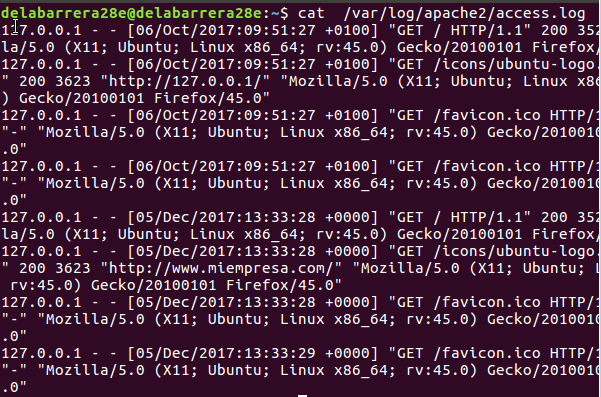 delabarrera28e@delabarrera28e:~$ cat  /var/log/apache2/access.log
127.0.0.1 - - [06/Oct/2017:09:51:27 +0100] "GET / HTTP/1.1" 200 352
la/5.0 (X11; Ubuntu; Linux x86_64; rv:45.0) Gecko/20100101 Firefox/
127.0.0.1 - - [06/Oct/2017:09:51:27 +0100] "GET /icons/ubuntu-logo.
" 200 3623 "http://127.0.0.1/" "Mozilla/5.0 (X11; Ubuntu; Linux x86
) Gecko/20100101 Firefox/45.0"
127.0.0.1 - - [06/Oct/2017:09:51:27 +0100] "GET /favicon.ico HTTP/1
"-" "Mozilla/5.0 (X11; Ubuntu; Linux x86_64; rv:45.0) Gecko/2010010
.0"
127.0.0.1 - - [06/Oct/2017:09:51:27 +0100] "GET /favicon.ico HTTP/1
"-" "Mozilla/5.0 (X11; Ubuntu; Linux x86_64; rv:45.0) Gecko/2010010
.0"
127.0.0.1 - - [05/Dec/2017:13:33:28 +0000] "GET / HTTP/1.1" 200 352
la/5.0 (X11; Ubuntu; Linux x86_64; rv:45.0) Gecko/20100101 Firefox/
127.0.0.1 - - [05/Dec/2017:13:33:28 +0000] "GET /icons/ubuntu-logo.
" 200 3623 "http://www.miempresa.com/" "Mozilla/5.0 (X11; Ubuntu; L
 rv:45.0) Gecko/20100101 Firefox/45.0"
127.0.0.1 - - [05/Dec/2017:13:33:28 +0000] "GET /favicon.ico HTTP/1
"-" "Mozilla/5.0 (X11; Ubuntu; Linux x86_64; rv:45.0) Gecko/2010010
.0"
127.0.0.1 - - [05/Dec/2017:13:33:29 +0000] "GET /favicon.ico HTTP/1
"-" "Mozilla/5.0 (X11; Ubuntu; Linux x86_64; rv:45.0) Gecko/2010010
.0"